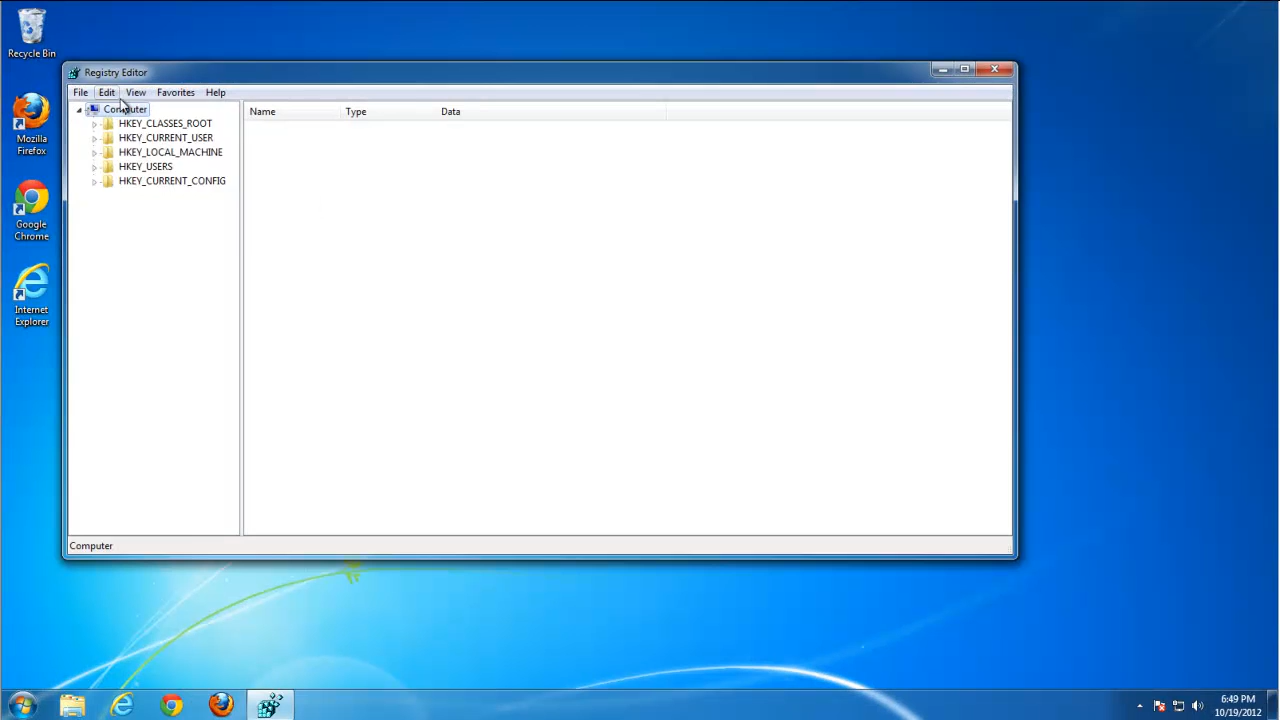 Recycle Bin
Mozilla
Firefox
Google
Chrome
Internet
Explorer
Registry Editor
File Edit View Favorites Help
Computer
HKEY_CLASSES_ROOT
HKEY_CURRENT_USER
HKEY_LOCAL_MACHINE
HKEY_USERS
HKEY_CURRENT_CONFIG
Name Type Data
Computer
6:49 PM
10/19/2012